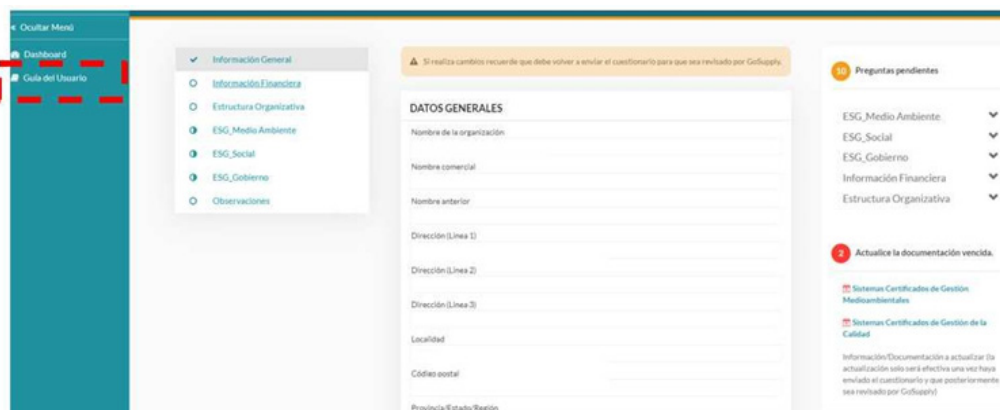 « Ocultar Menú
Dashboard
Guía del Usuario
Información General
Información Financiera
Estructura Organizativa
ESG_Medio Ambiente
ESG_Social
ESG_Gobierno
Observaciones
Si realiza cambios recuerde que debe volver a enviar el cuestionario para que sea revisado por GoSupply.
DATOS GENERALES
Nombre de la organización
Nombre comercial
Nombre anterior
Dirección (Línea 1)
Dirección (Línea 2)
Dirección (Línea 3)
Localidad
Código postal
Provincia/Estado/Región
10 Preguntas pendientes
ESG_Medio Ambiente
ESG_Social
ESG_Gobierno
Información Financiera
Estructura Organizativa
2 Actualice la documentación vencida.
Sistemas Certificados de Gestión
Medioambientales
Sistemas Certificados de Gestión de la
Calidad
Información/Documentación a actualizar (la
actualización solo será efectiva una vez haya
enviado el cuestionario y que posteriormente
sea revisado por GoSupply)